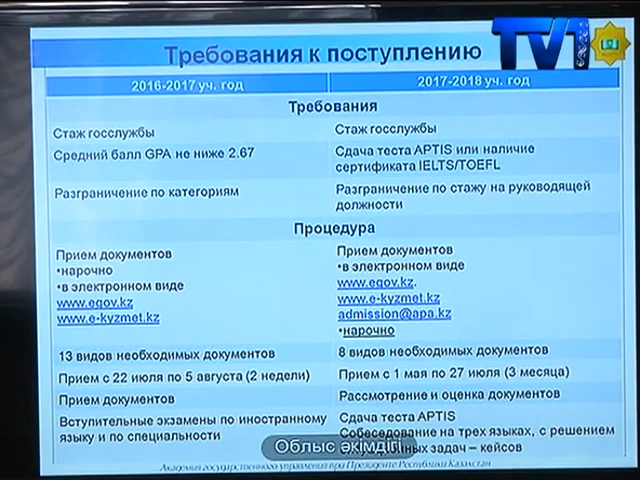 Требования к поступлению
TV1
2016-2017 уч. год
2017-2018 уч. год
Требования
Стаж госслужбы
Стаж госслужбы
Средний балл GPA не ниже 2.67
Сдача теста APTIS или наличие
сертификата IELTS/TOEFL
Разграничение по категориям
Разграничение по стажу на руководящей
должности
Процедура
Прием документов
•нарочно
•в электронном виде
www.egov.kz
www.e-kyzmet.kz
Прием документов
•в электронном виде
www.egov.kz.
www.e-kyzmet.kz
admission@apa.kz
•нарочно
13 видов необходимых документов
8 видов необходимых документов
Прием с 22 июля по 5 августа (2 недели)
Прием с 1 мая по 27 июля (3 месяца)
Прием документов
Рассмотрение и оценка документов
Вступительные экзамены по иностранному
языку и по специальности
Сдача теста APTIS
Собеседование на трех языках, с решением
задач – кейсов
Облыс әкімдігі
Академия государственного управления при Президенте Республики Казахстан